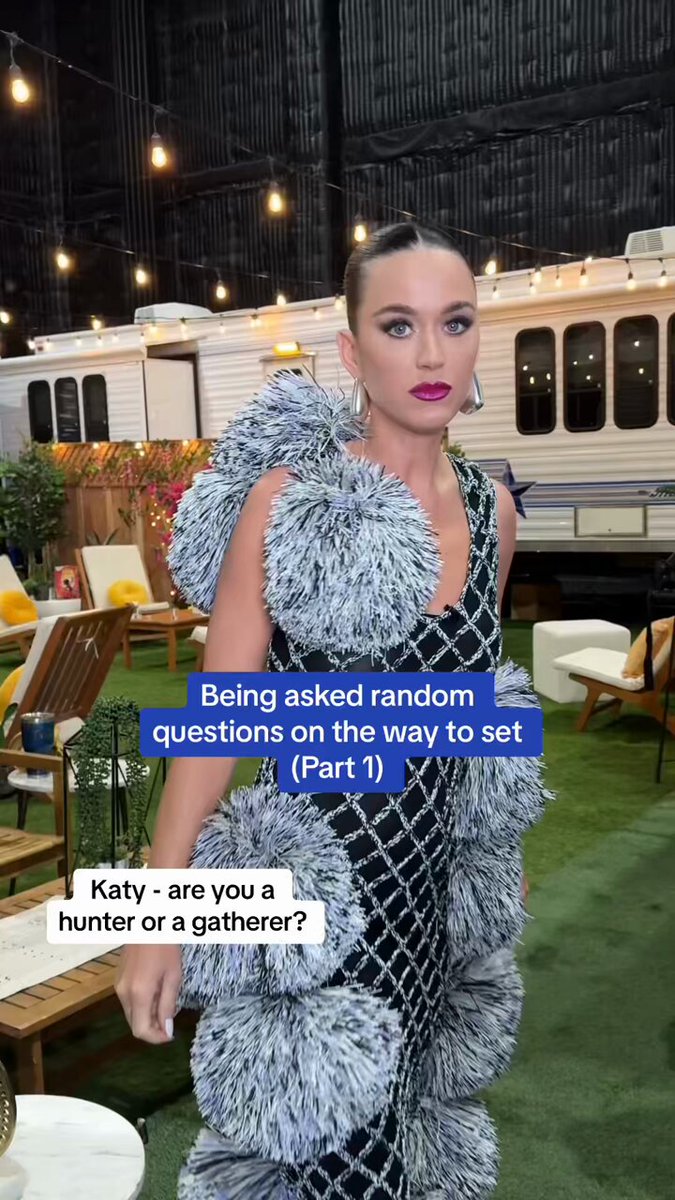 Being asked random
questions on the way to set
(Part 1)
Katy - are you a
hunter or a gatherer?